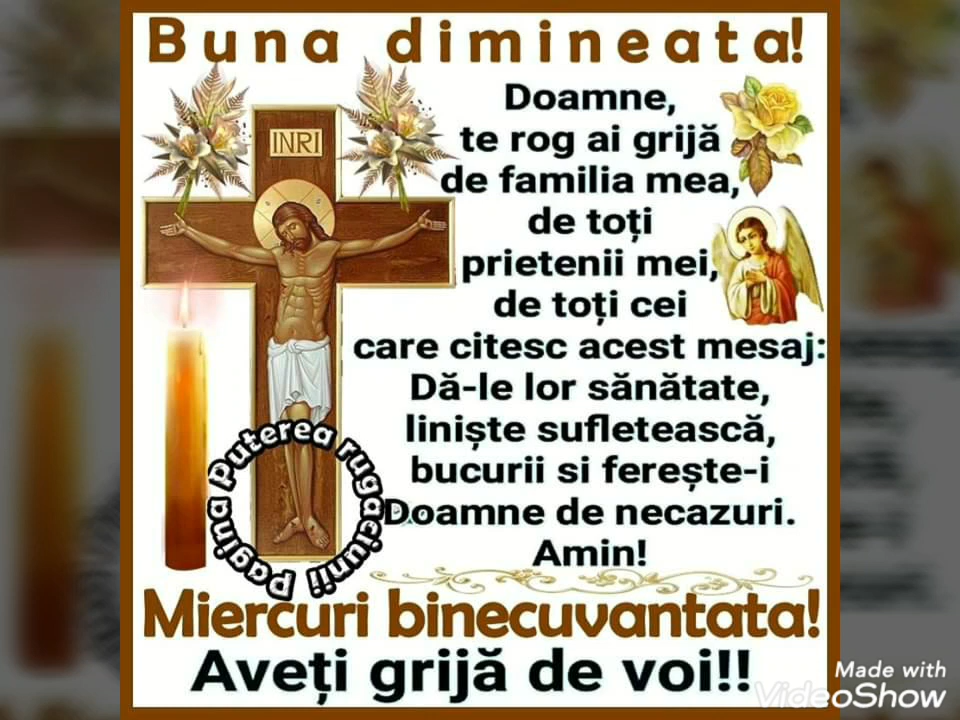 Buna dimineata!
INRI
Doamne,
te rog ai grijă
de familia mea,
de toți
prietenii mei,
de toți cei
care citesc acest mesaj:
Dă-le lor sănătate,
liniște sufletească,
bucurii si ferește-i
Doamne de necazuri.
Amin!
Pagina Puterea rugaciunii
Miercuri binecuvantata!
Aveți grijă de voi!!
Made with
VideoShow